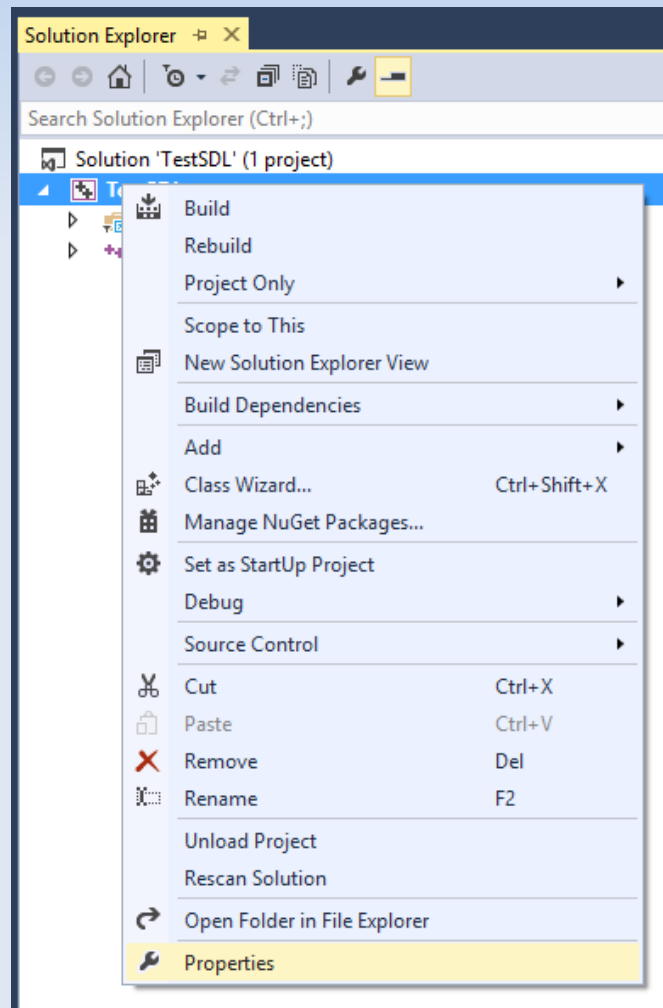 Solution Explorer
Search Solution Explorer (Ctrl+;)
Solution 'TestSDL' (1 project)
Build
Rebuild
Project Only
Scope to This
New Solution Explorer View
Build Dependencies
Add
Class Wizard... Ctrl+Shift+X
Manage NuGet Packages...
Set as StartUp Project
Debug
Source Control
Cut Ctrl+X
Paste Ctrl+V
Remove Del
Rename F2
Unload Project
Rescan Solution
Open Folder in File Explorer
Properties